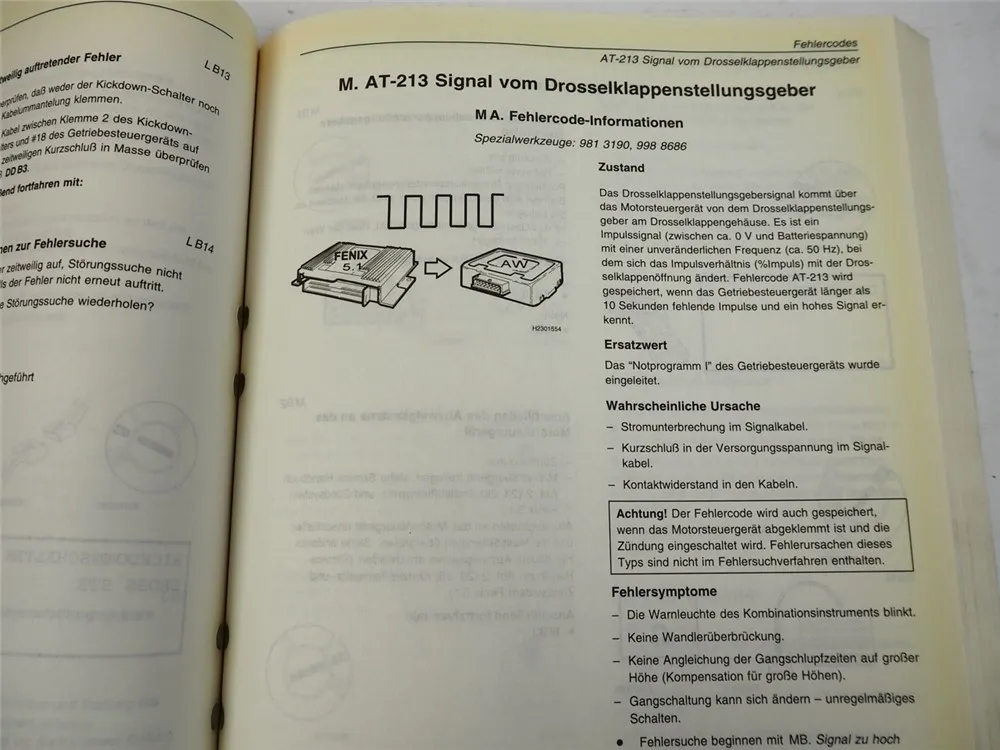 zeitweilig auftretender Fehler
LB13
überprüfen, daß weder der Kickdown-Schalter noch
Kabelummantelung klemmen.
Kabel zwischen Klemme 2 des Kickdown-
und #18 des Getriebesteuergeräts auf
zeitweiligen Kurzschluß in Masse überprüfen
DDB3.
fortfahren mit:
zur Fehlersuche
LB14
zeitweilig auf, Störungssuche nicht
der Fehler nicht erneut auftritt.
Störungssuche wiederholen?
Fehlercodes
AT-213 Signal vom Drosselklappenstellungsgeber
M. AT-213 Signal vom Drosselklappenstellungsgeber
MA. Fehlercode-Informationen
Spezialwerkzeuge: 981 3190, 998 8686
FENIX
5.1
AW
H2301554
Zustand
Das Drosselklappenstellungsgebersignal kommt über
das Motorsteuergerät von dem Drosselklappenstellungs-
geber am Drosselklappengehäuse. Es ist ein
Impulssignal (zwischen ca. 0 V und Batteriespannung)
mit einer unveränderlichen Frequenz (ca. 50 Hz), bei
dem sich das Impulsverhältnis (%Impuls) mit der Dros-
selklappenöffnung ändert. Fehlercode AT-213 wird
gespeichert, wenn das Getriebesteuergerät länger als
10 Sekunden fehlende Impulse und ein hohes Signal er-
kennt.
Ersatzwert
Das "Notprogramm I" des Getriebesteuergeräts wurde
eingeleitet.
Wahrscheinliche Ursache
– Stromunterbrechung im Signalkabel.
– Kurzschluß in der Versorgungsspannung im Signal-
kabel.
– Kontaktwiderstand in den Kabeln.
Achtung! Der Fehlercode wird auch gespeichert,
wenn das Motorsteuergerät abgeklemmt ist und die
Zündung eingeschaltet wird. Fehlerursachen dieses
Typs sind nicht im Fehlersuchverfahren enthalten.
Fehlersymptome
– Die Warnleuchte des Kombinationsinstruments blinkt.
– Keine Wandlerüberbrückung.
– Keine Angleichung der Gangschlupfzeiten auf großer
Höhe (Kompensation für große Höhen).
– Gangschaltung kann sich ändern – unregelmäßiges
Schalten.
• Fehlersuche beginnen mit MB. Signal zu hoch